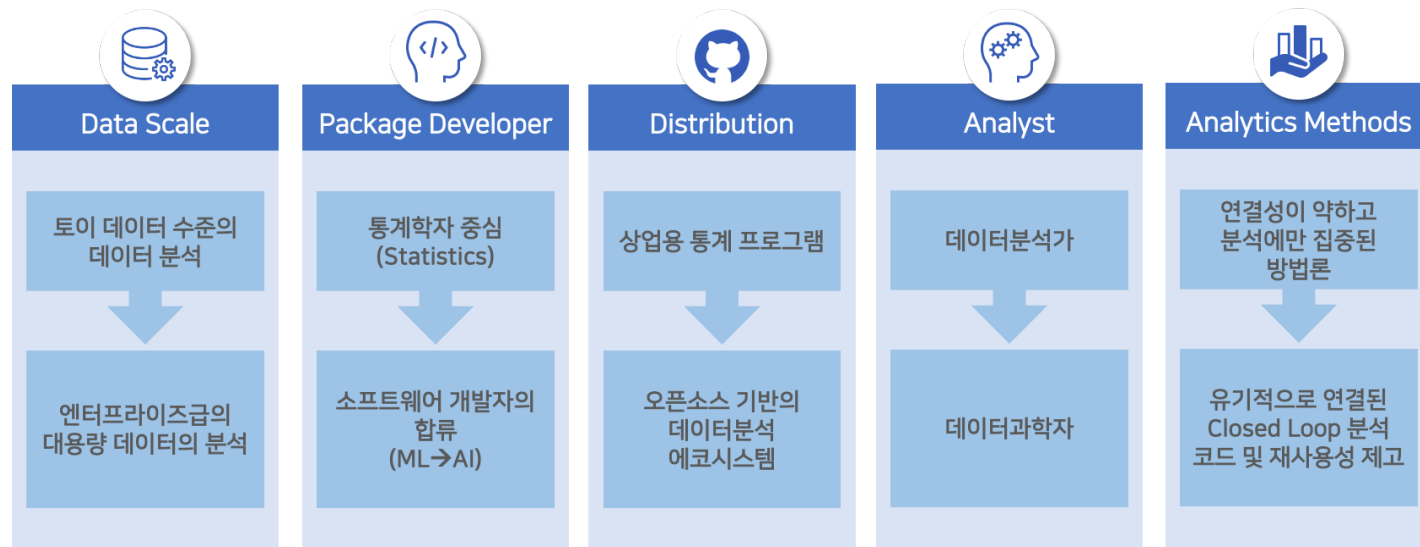 Data Scale
토이 데이터 수준의
데이터 분석
엔터프라이즈급의
대용량 데이터의 분석
Package Developer
통계학자 중심
(Statistics)
소프트웨어 개발자의
합류
(ML➔AI)
Distribution
상업용 통계 프로그램
오픈소스 기반의
데이터분석
에코시스템
Analyst
데이터분석가
데이터과학자
Analytics Methods
연결성이 약하고
분석에만 집중된
방법론
유기적으로 연결된
Closed Loop 분석
코드 및 재사용성 제고